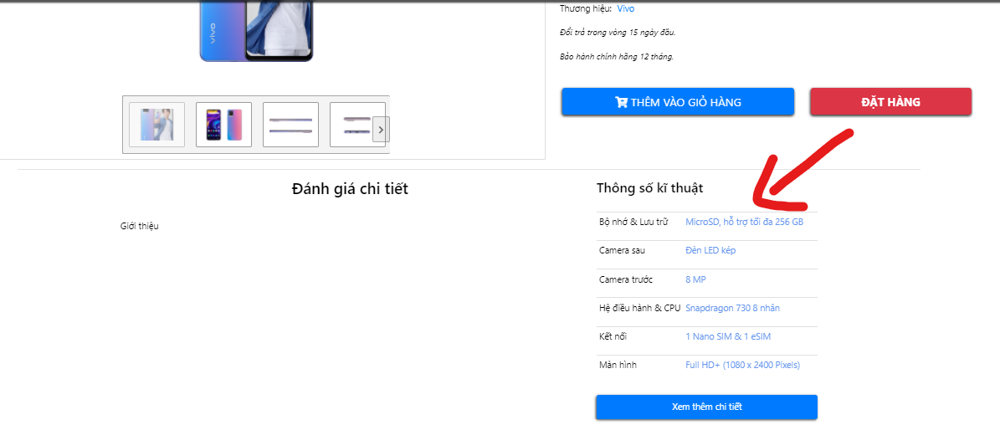 vivo
Thương hiệu: Vivo
Đổi trả trong vòng 15 ngày đầu.
Bảo hành chính hãng 12 tháng.
THÊM VÀO GIỎ HÀNG
ĐẶT HÀNG
Đánh giá chi tiết
Giới thiệu
Thông số kĩ thuật
Bộ nhớ & Lưu trữ MicroSD, hỗ trợ tối đa 256 GB
Camera sau Đèn LED kép
Camera trước 8 MP
Hệ điều hành & CPU Snapdragon 730 8 nhân
Kết nối 1 Nano SIM & 1 eSIM
Màn hình Full HD+ (1080 x 2400 Pixels)
Xem thêm chi tiết